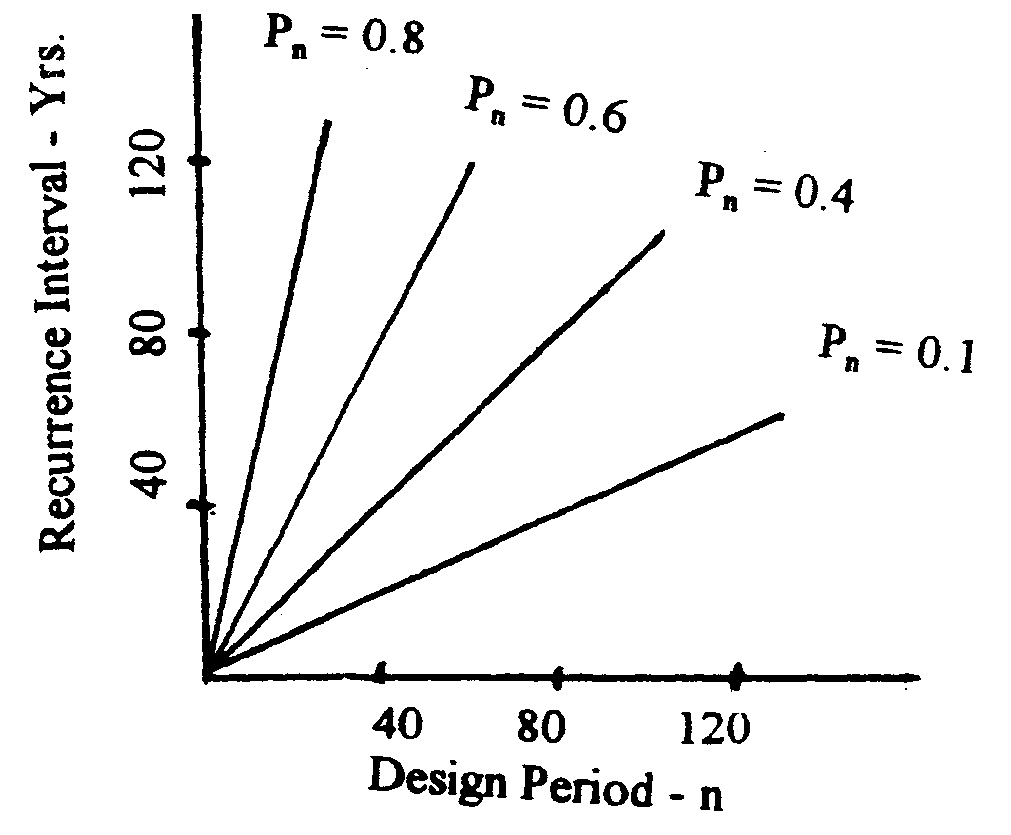 Pn = 0.8
Pn = 0.6
Pn = 0.4
Pn = 0.1
Recurrence Interval - Yrs.
120
80
40
40 80 120
Design Period - n